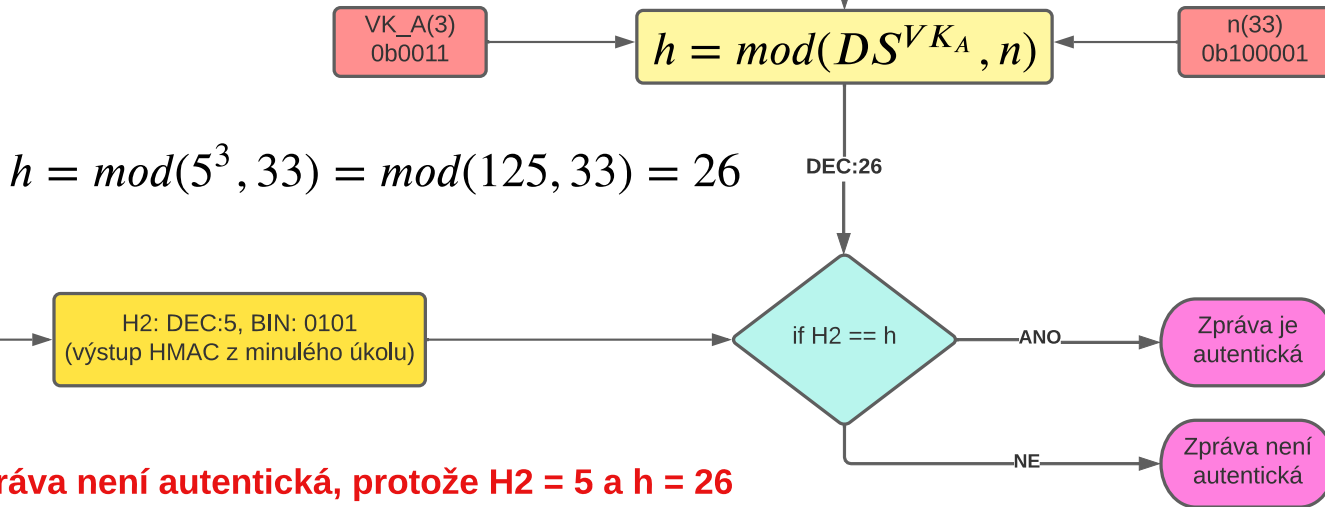 VK_A(3)
0b0011
h = mod(DS^{VK_A}, n)
n(33)
0b100001
h = mod(5^3, 33) = mod(125, 33) = 26
DEC:26
H2: DEC:5, BIN: 0101
(výstup HMAC z minulého úkolu)
if H2 == h
ANO
Zpráva je
autentická
NE
Zpráva není
autentická
ráva není autentická, protože H2 = 5 a h = 26